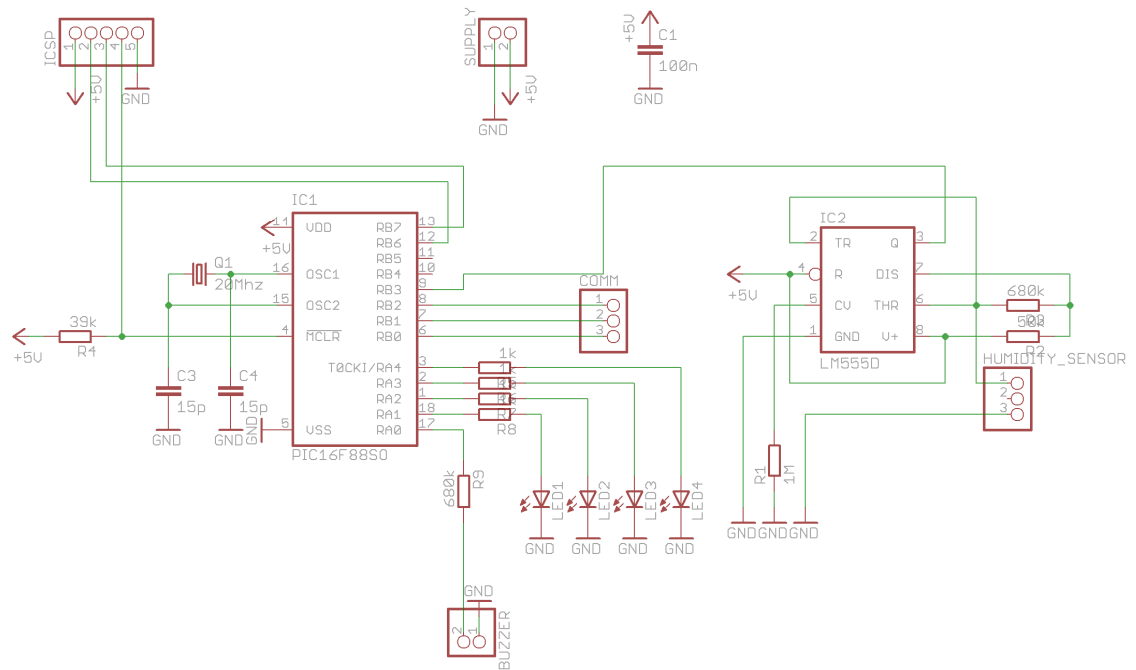 ICSP
1
2
3
4
5
+5V
GND
SUPPLY
1
2
GND
+5V
+5V
C1
100n
GND
IC1
11
VDD
+5V
16
OSC1
15
OSC2
4
MCLR
5
VSS
GND
PIC16F88SO
RB7
13
RB6
12
RB5
11
RB4
10
RB3
9
RB2
8
RB1
7
RB0
6
T0CKI/RA4
3
RA3
2
RA2
1
RA1
18
RA0
17
Q1
20Mhz
39k
R4
+5V
C3
15p
GND
C4
15p
GND
COMM
1
2
3
1k
R8
LED1
LED2
LED3
LED4
GND
GND
GND
GND
680k
R9
GND
2
1
BUZZER
IC2
2
TR
Q
3
4
R
DIS
7
5
CV
THR
6
1
GND
V+
8
LM555D
+5V
680k
R2
HUMIDITY_SENSOR
1
2
3
R1
1M
GND
GND
GND